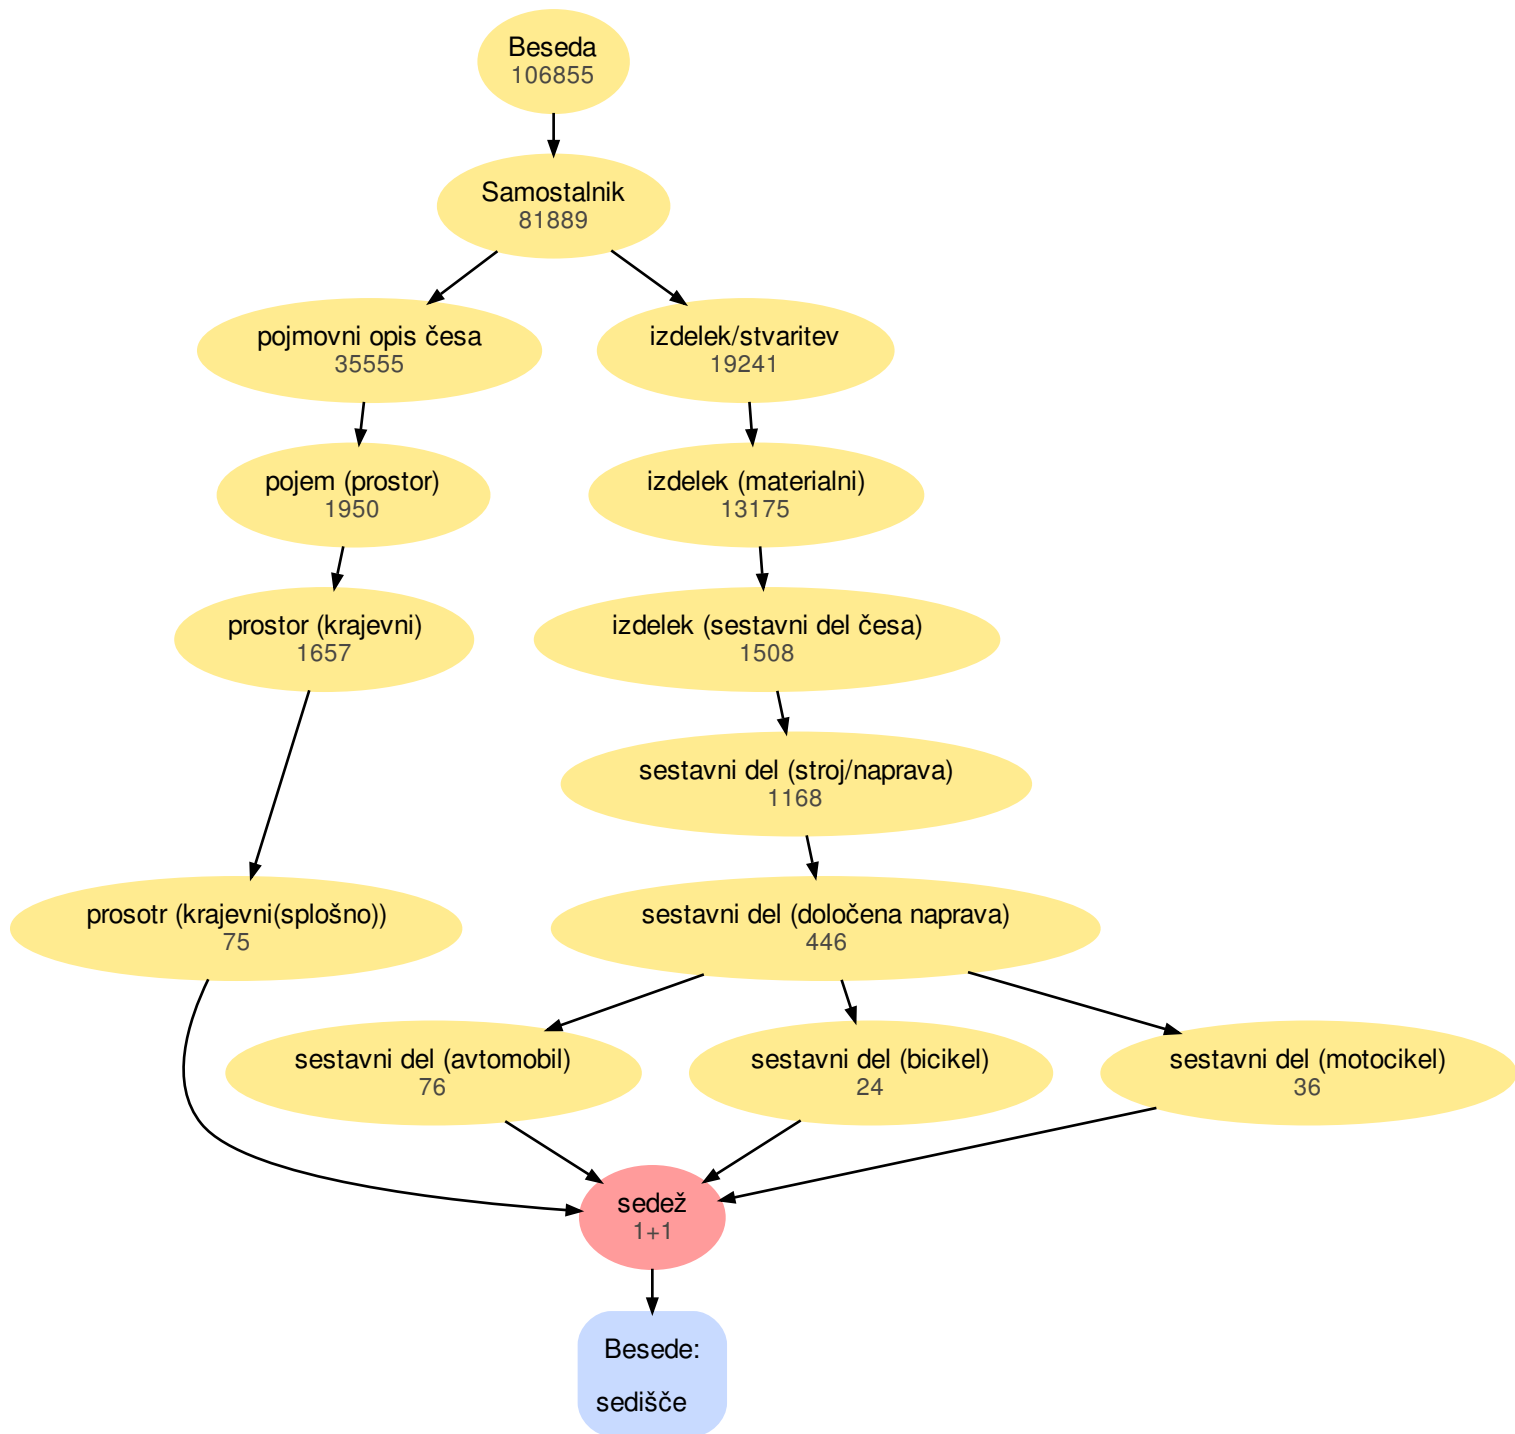 Beseda
106855
Samostalnik
81889
pojmovni opis česa
35555
izdelek/stvaritev
19241
pojem (prostor)
1950
izdelek (materialni)
13175
prostor (krajevni)
1657
izdelek (sestavni del česa)
1508
sestavni del (stroj/naprava)
1168
prosotr (krajevni(splošno))
75
sestavni del (določena naprava)
446
sestavni del (avtomobil)
76
sestavni del (bicikel)
24
sestavni del (motocikel)
36
sedež
1+1
Besede:
sedišče